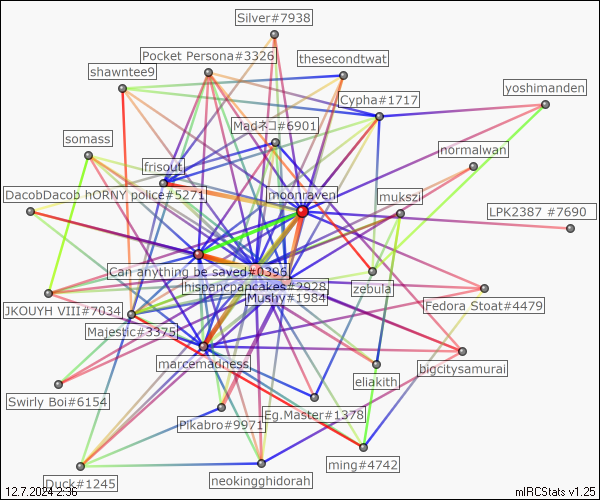 Silver#7938
Pocket Persona#3326
thesecondtwat
shawntee9
yoshimanden
Cypha#1717
Madネコ#6901
somass
normalwan
frisout
DacobDacob hORNY police#5271
moonraven
mukszi
LPK2387 #7690
Can anything be saved#0396
hispancpancakes#2928
zebula
Mushy#1984
Fedora Stoat#4479
JKOUYH VIII#7034
Majestic#3375
marcemadness
bigcitysamurai
eliakith
Swirly Boi#6154
Eg.Master#1378
Pikabro#9971
ming#4742
neokingghidorah
Duck#1245
12.7.2024 2:36
mIRCStats v1.25